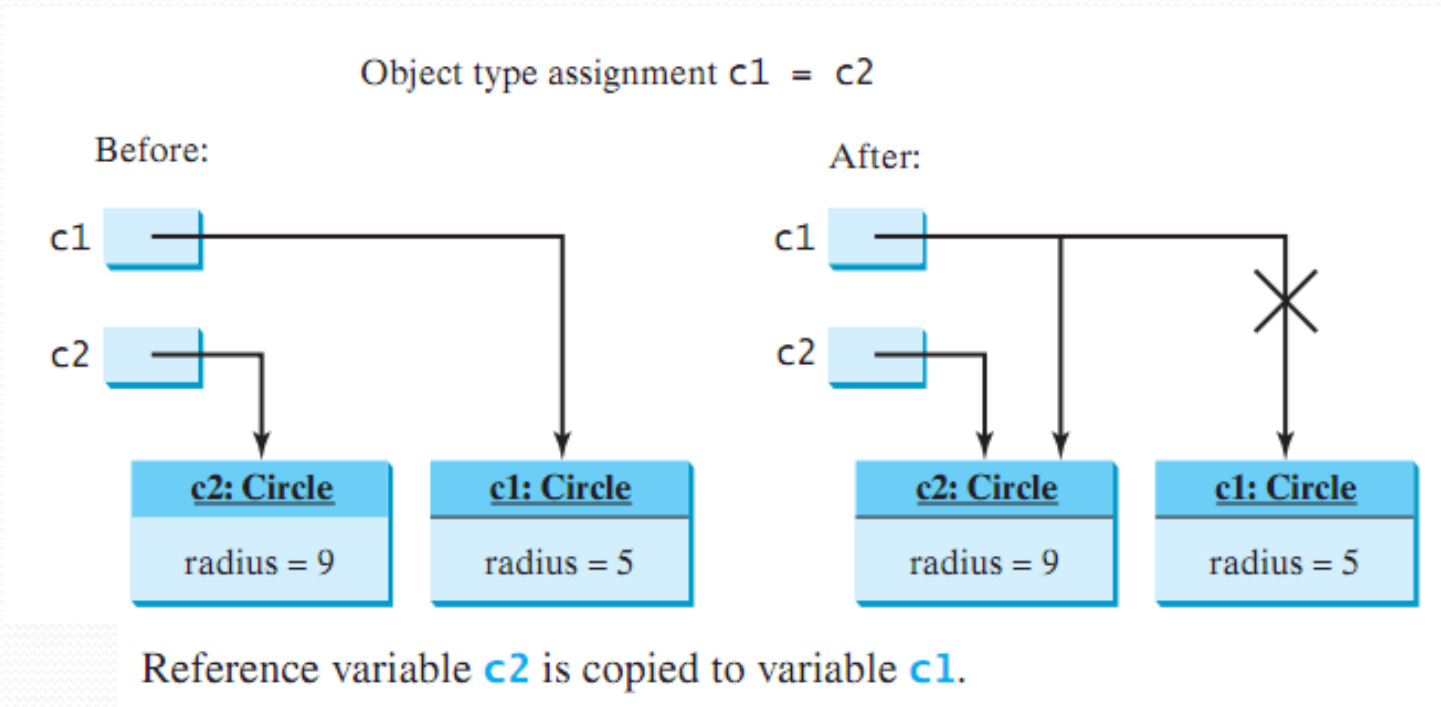 Object type assignment c1 = c2
Before:
After:
c1
c1
c2
c2
c2: Circle
c1: Circle
c2: Circle
c1: Circle
radius = 9
radius = 5
radius = 9
radius = 5
Reference variable c2 is copied to variable c1.